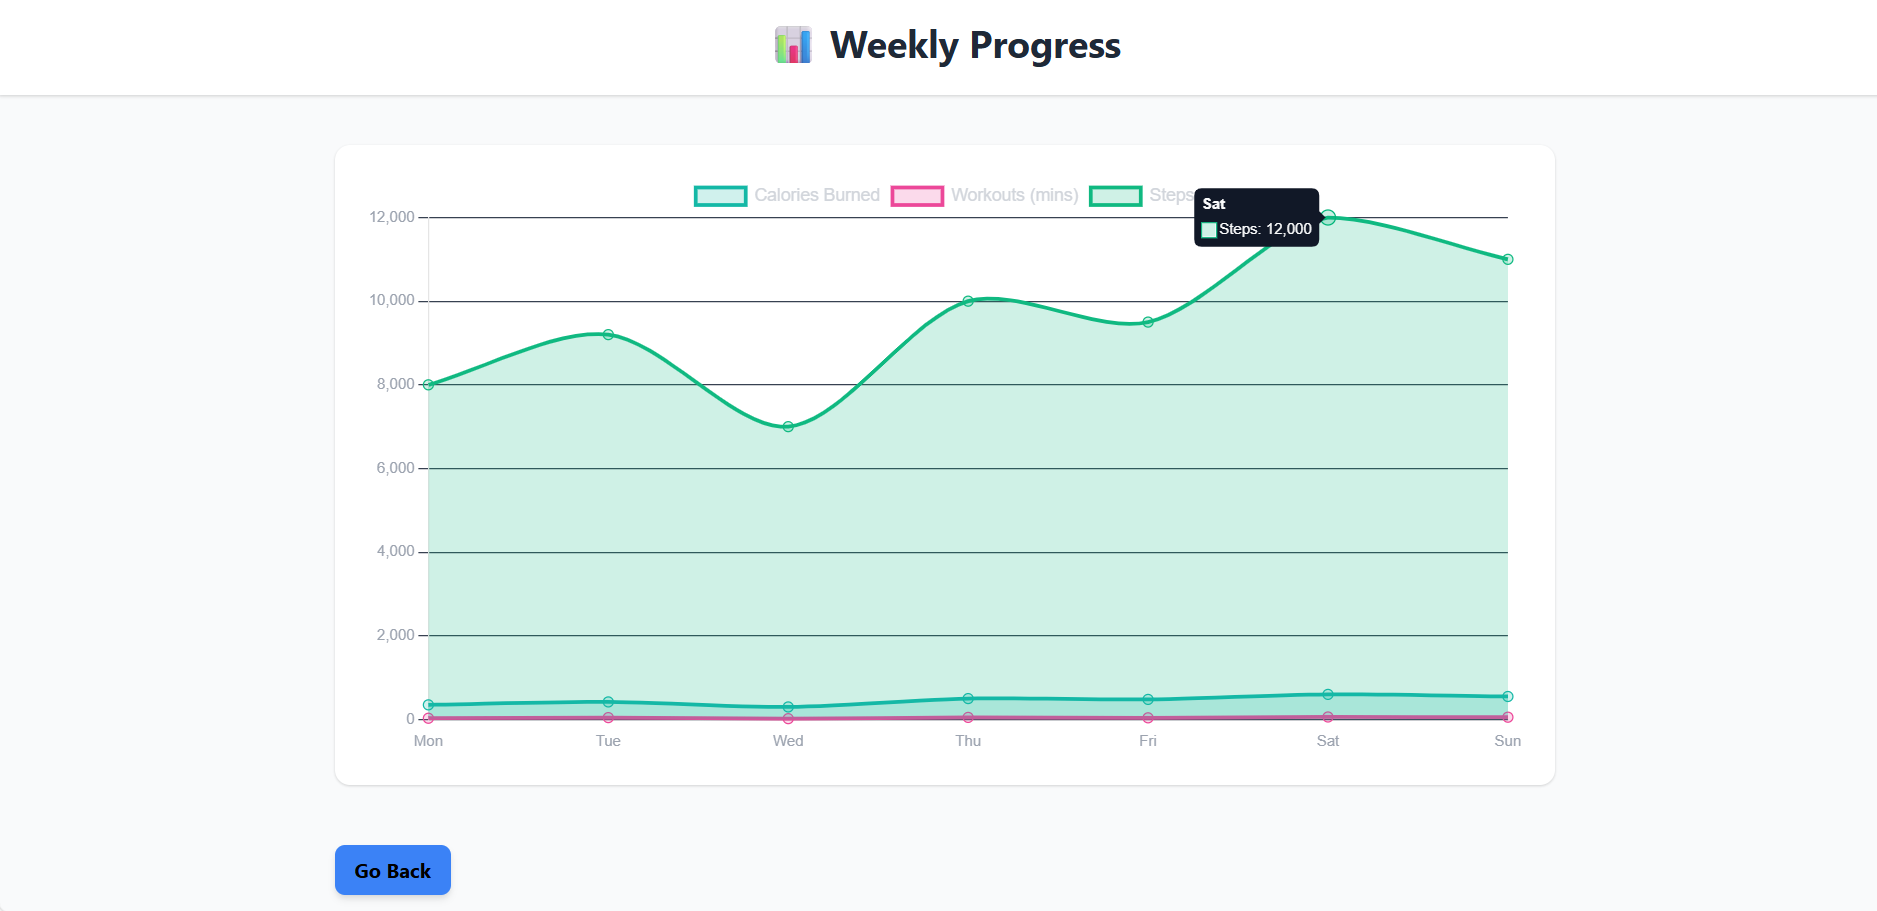 📊 Weekly Progress
Calories Burned Workouts (mins) Steps
Sat
Steps: 12,000
12,000
10,000
8,000
6,000
4,000
2,000
0
Mon Tue Wed Thu Fri Sat Sun
Go Back